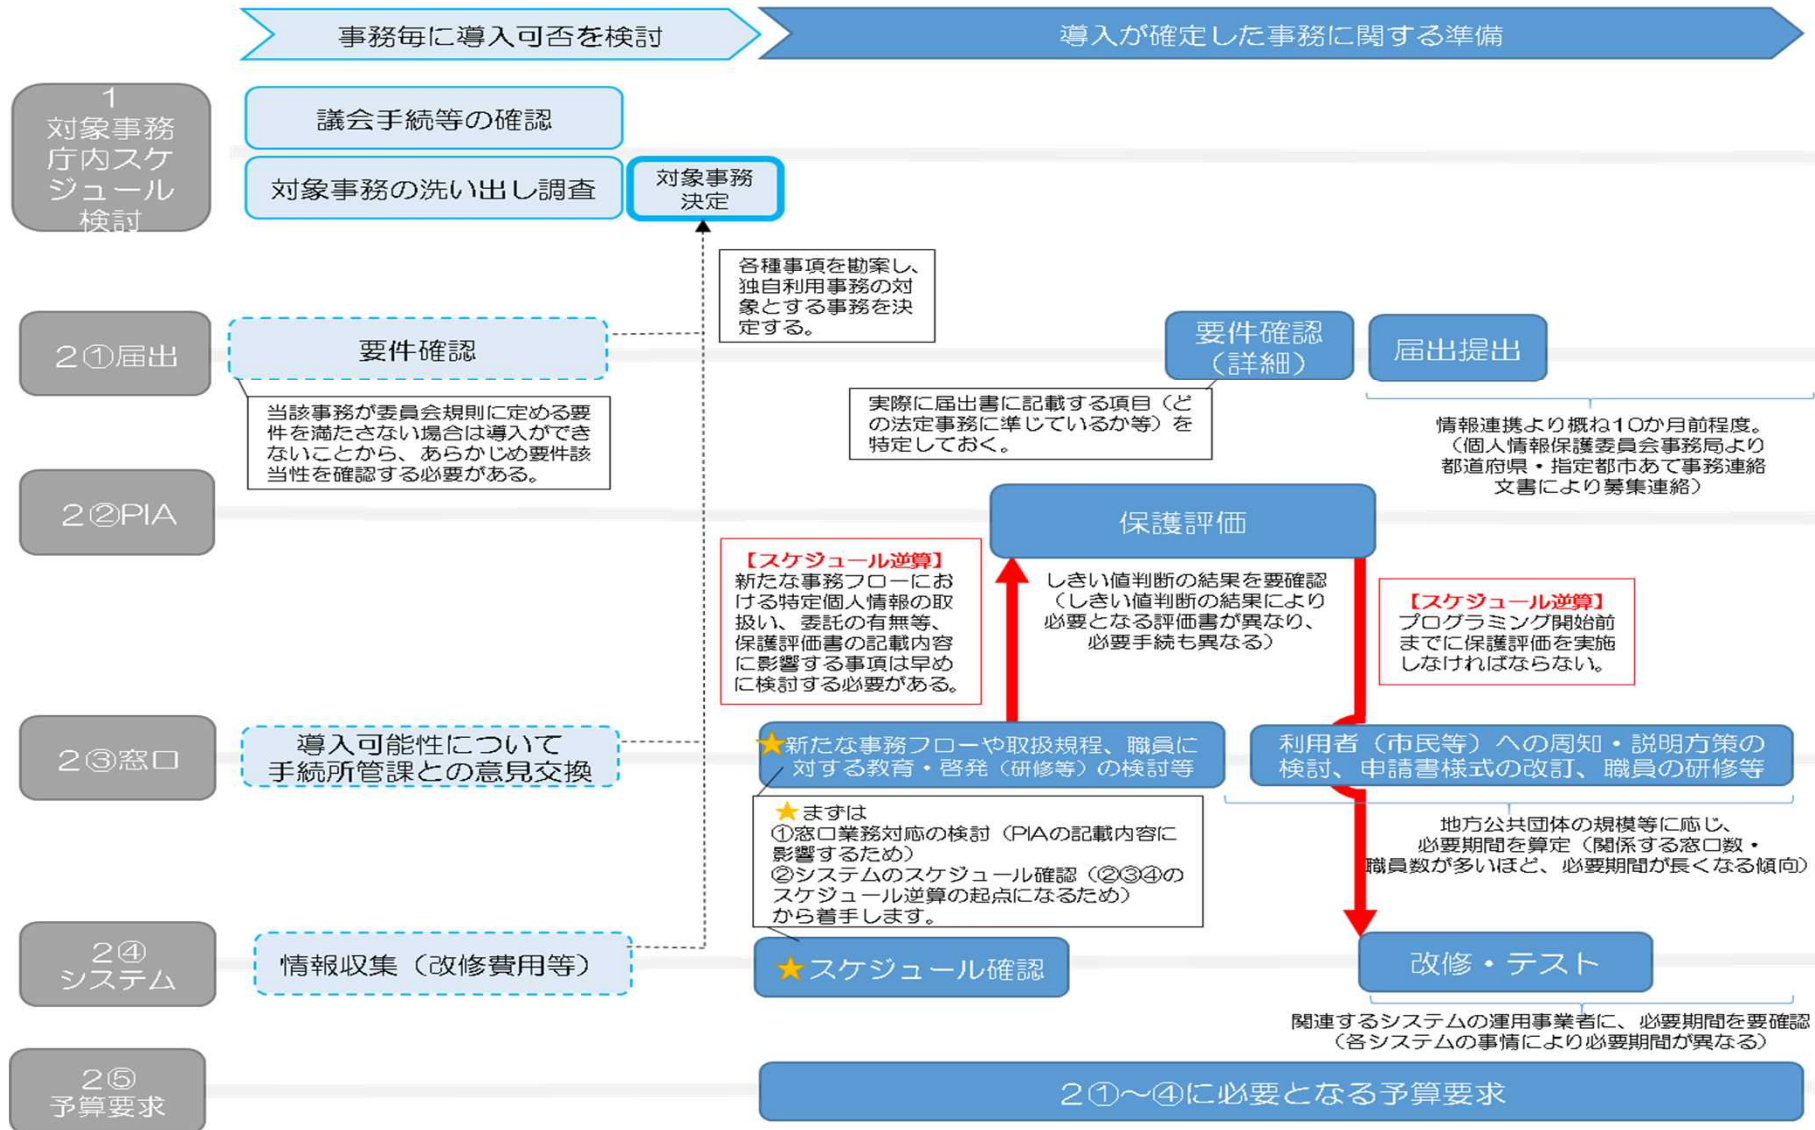 事務毎に導入可否を検討
導入が確定した事務に関する準備
1
対象事務
庁内スケ
ジュール
検討
議会手続等の確認
対象事務の洗い出し調査
対象事務
決定
各種事項を勘案し、
独自利用事務の対
象とする事務を決
定する。
2①届出
要件確認
要件確認
(詳細)
届出提出
当該事務が委員会規則に定める要
件を満たさない場合は導入ができ
ないことから、あらかじめ要件該
当性を確認する必要がある。
実際に届出書に記載する項目（ど
の法定事務に準じているか等）を
特定しておく。
情報連携より概ね10か月前程度。
（個人情報保護委員会事務局より
都道府県・指定都市あて事務連絡
文書により募集連絡）
2②PIA
保護評価
【スケジュール逆算】
新たな事務フローにお
ける特定個人情報の取
扱い、委託の有無等、
保護評価書の記載内容
に影響する事項は早め
に検討する必要がある。
しきい値判断の結果を要確認
（しきい値判断の結果により
必要となる評価書が異なり、
必要手続も異なる）
【スケジュール逆算】
プログラミング開始前
までに保護評価を実施
しなければならない。
2③窓口
導入可能性について
手続所管課との意見交換
★新たな事務フローや取扱規程、職員に
対する教育・啓発（研修等）の検討等
利用者（市民等）への周知・説明方策の
検討、申請書様式の改訂、職員の研修等
★まずは
①窓口業務対応の検討（PIAの記載内容に
影響するため）
②システムのスケジュール確認（②③④の
スケジュール逆算の起点になるため）
から着手します。
地方公共団体の規模等に応じ、
必要期間を算定（関係する窓口数・
職員数が多いほど、必要期間が長くなる傾向）
2④
システム
情報収集（改修費用等）
★スケジュール確認
改修・テスト
関連するシステムの運用事業者に、必要期間を要確認
（各システムの事情により必要期間が異なる）
2⑤
予算要求
2①～④に必要となる予算要求